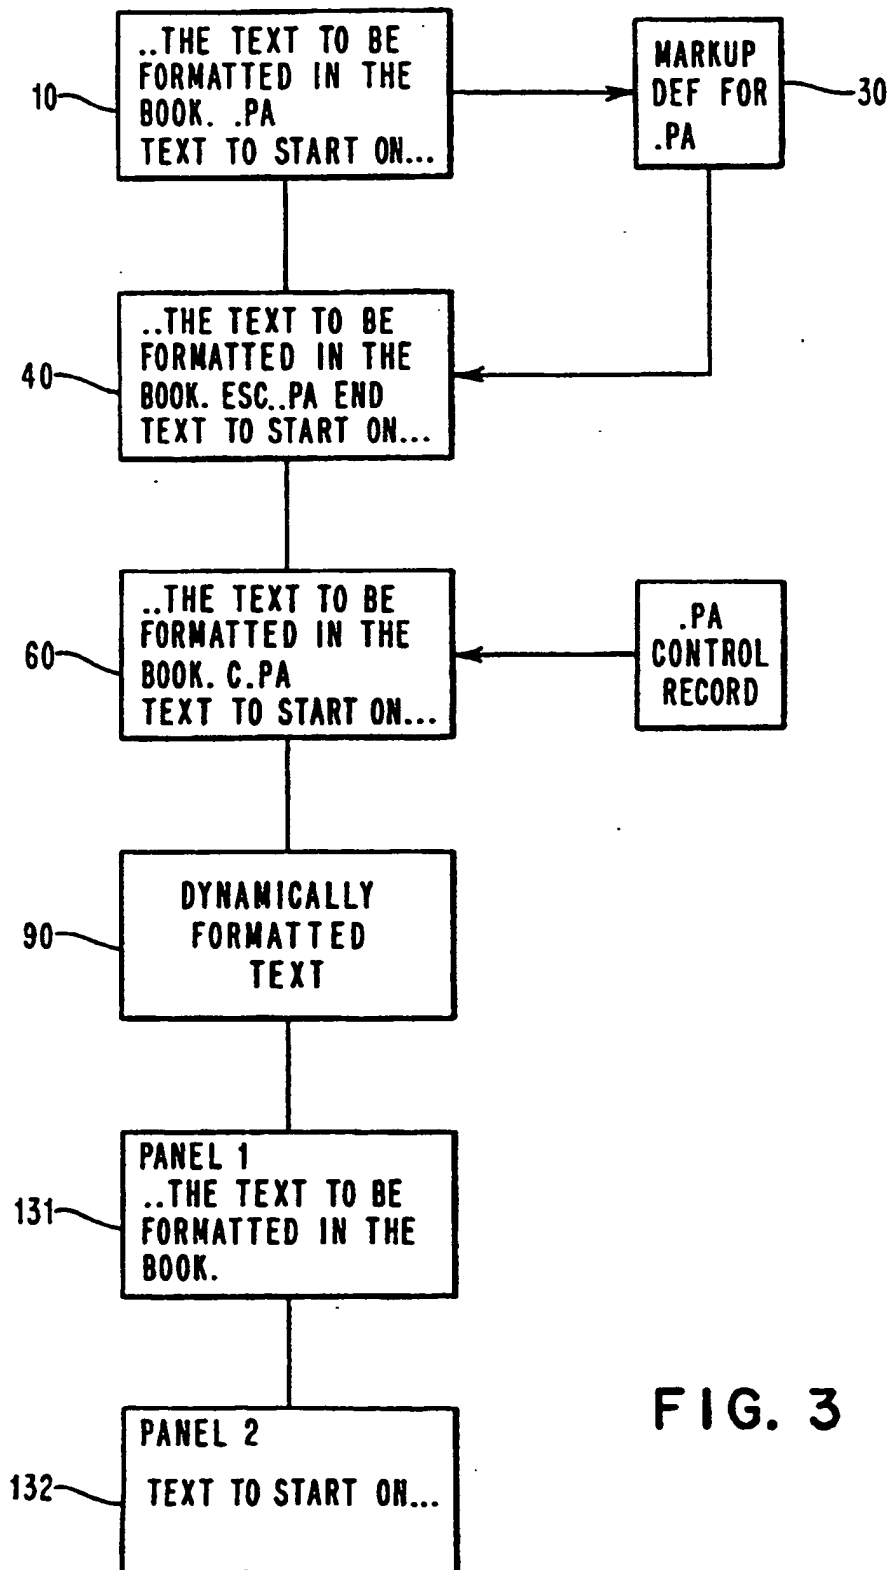 ..THE TEXT TO BE
FORMATTED IN THE
BOOK. .PA
TEXT TO START ON...
10
MARKUP
DEF FOR
.PA
30
..THE TEXT TO BE
FORMATTED IN THE
BOOK. ESC..PA END
TEXT TO START ON...
40
..THE TEXT TO BE
FORMATTED IN THE
BOOK. C.PA
TEXT TO START ON...
60
.PA
CONTROL
RECORD
DYNAMICALLY
FORMATTED
TEXT
90
PANEL 1
..THE TEXT TO BE
FORMATTED IN THE
BOOK.
131
PANEL 2
TEXT TO START ON...
132
FIG. 3